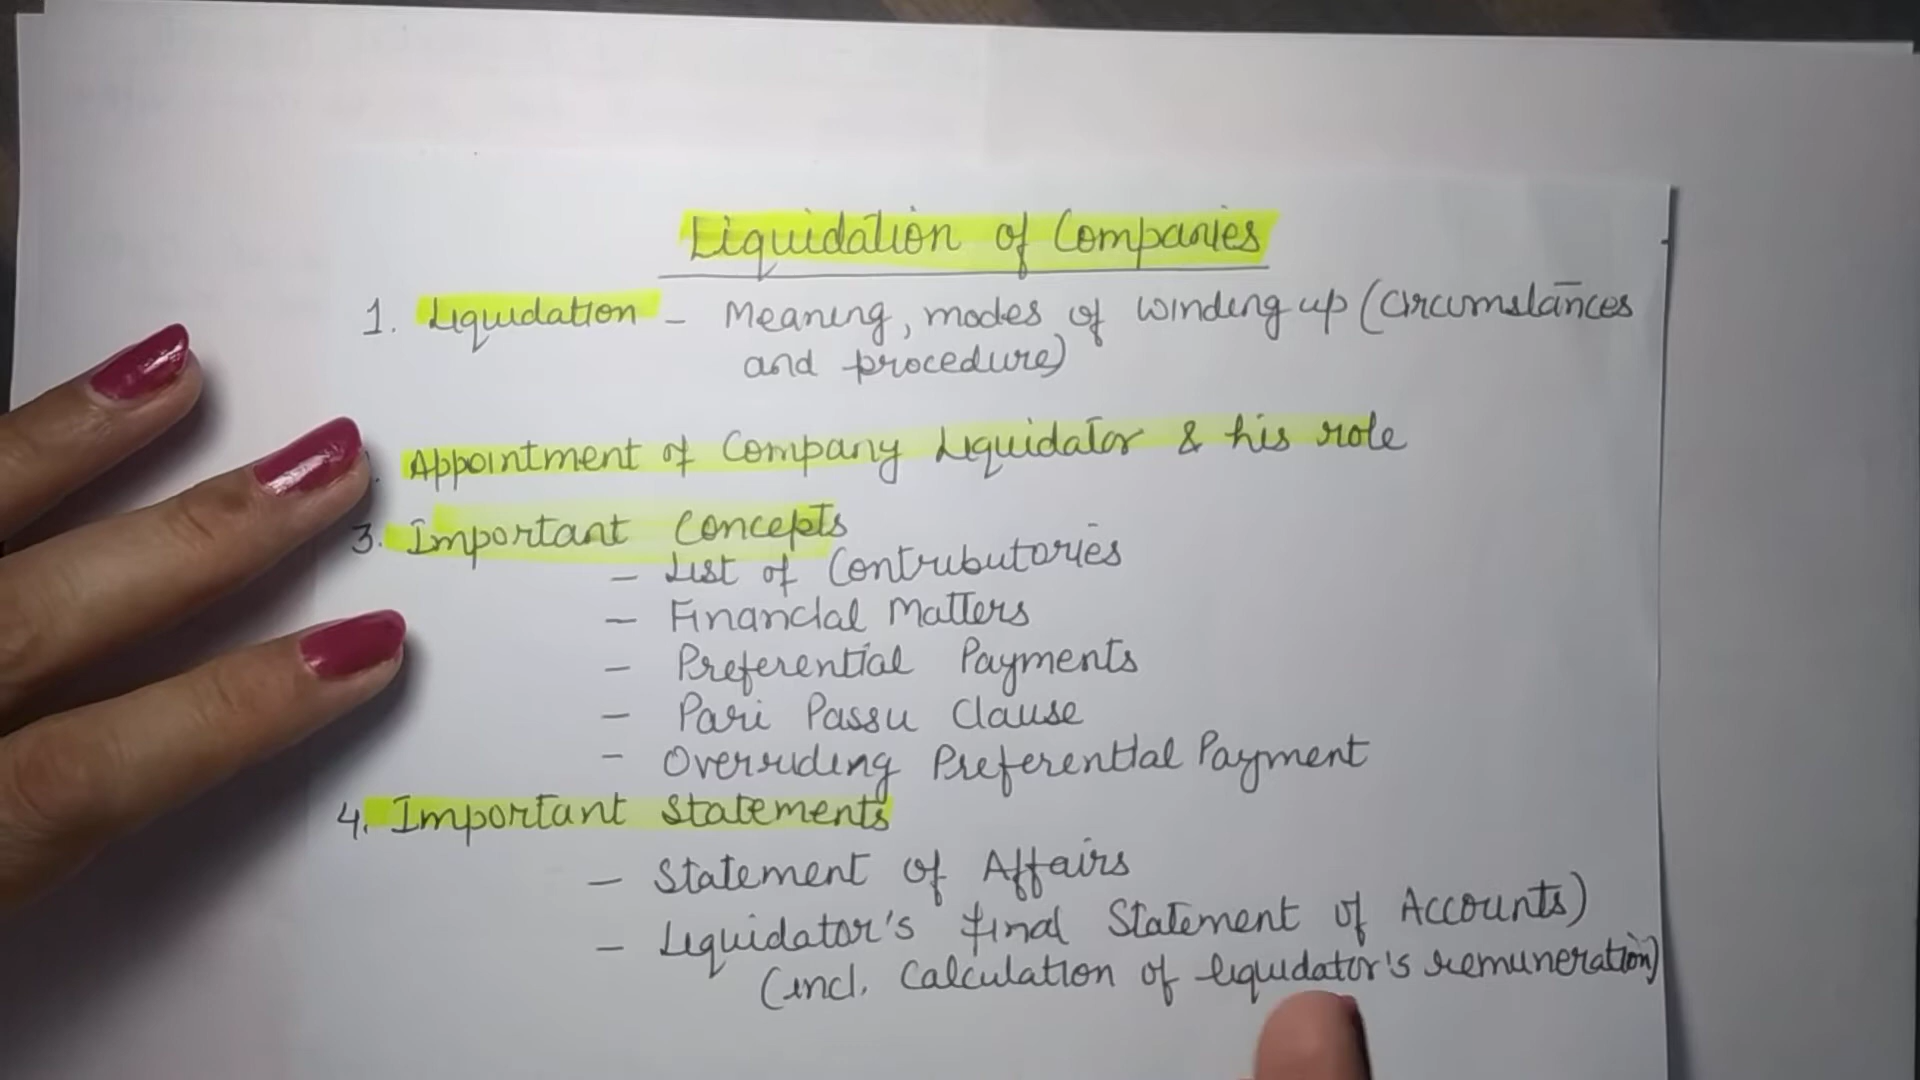 Liquidation of Companies
1. Liquidation - Meaning, modes of winding up (circumstances
and procedure)
. Appointment of Company Liquidator & his role
3. Important Concepts
- List of Contributories
- Financial Matters
- Preferential Payments
- Pari Passu Clause
- Overriding Preferential Payment
4. Important Statements
- Statement of Affairs
- Liquidator's final Statement of Accounts)
(incl. Calculation of liquidator's remuneration)